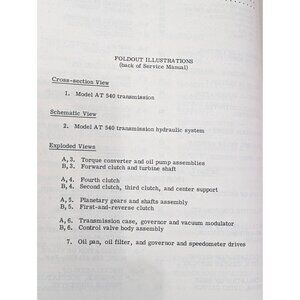 FOLDOUT ILLUSTRATIONS
(back of Service Manual)
Cross-section View
1. Model AT 540 transmission
Schematic View
2. Model AT 540 transmission hydraulic system
Exploded Views
A, 3. Torque converter and oil pump assemblies
B, 3. Forward clutch and turbine shaft
A, 4. Fourth clutch
B, 4. Second clutch, third clutch, and center support
A, 5. Planetary gears and shafts assembly
B, 5. First-and-reverse clutch
A, 6. Transmission case, governor and vacuum modulator
B, 6. Control valve body assembly
7. Oil pan, oil filter, and governor and speedometer drives